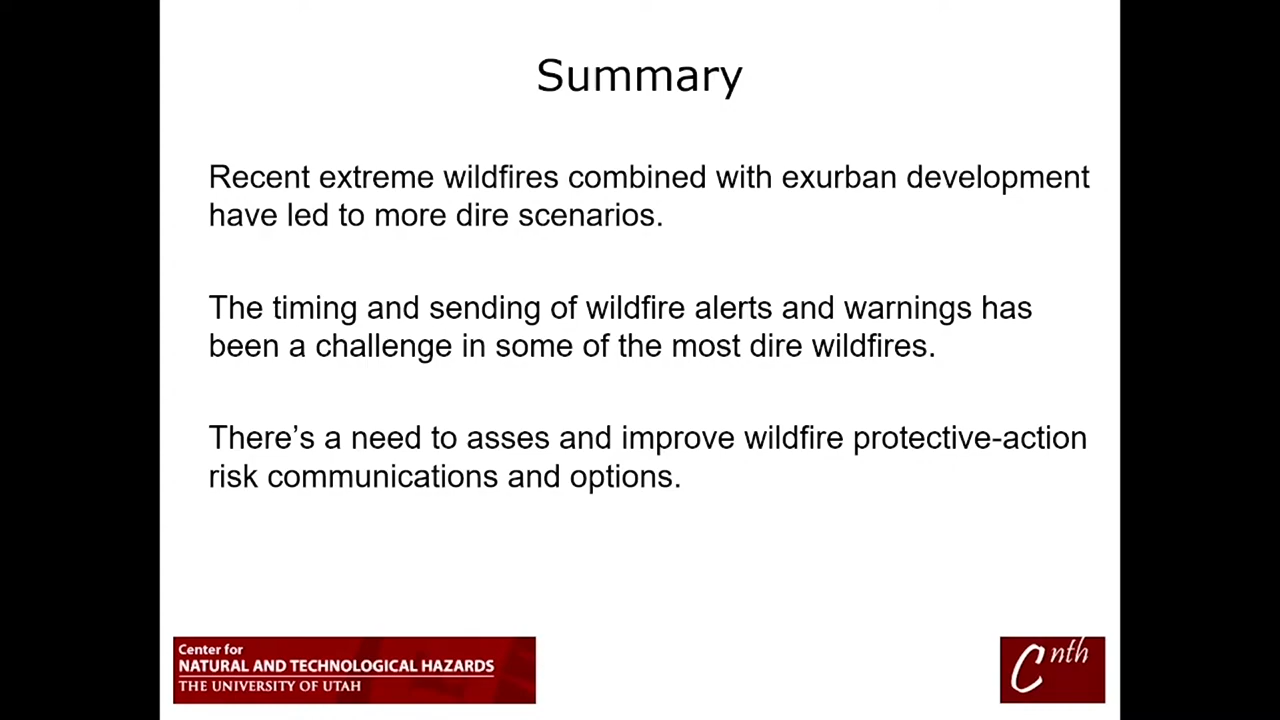 Summary
Recent extreme wildfires combined with exurban development
have led to more dire scenarios.
The timing and sending of wildfire alerts and warnings has
been a challenge in some of the most dire wildfires.
There’s a need to asses and improve wildfire protective-action
risk communications and options.
Center for
NATURAL AND TECHNOLOGICAL HAZARDS
THE UNIVERSITY OF UTAH
Cnth